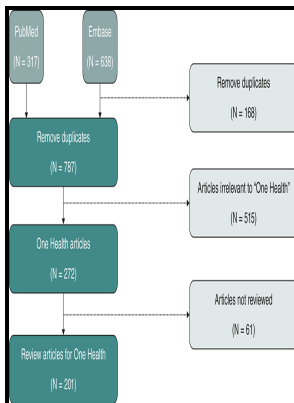 PubMed
(N = 317)
Embase
(N = 638)
Remove duplicates
(N = 168)
Remove duplicates
(N = 787)
Articles irrelevant to “One Health”
(N = 515)
One Health articles
(N = 272)
Articles not reviewed
(N = 61)
Review articles for One Health
(N = 201)